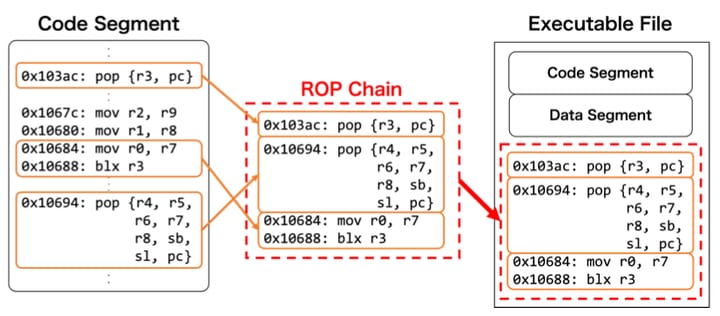 Code Segment
:
0x103ac: pop {r3, pc}
0x1067c: mov r2, r9
0x10680: mov r1, r8
0x10684: mov r0, r7
0x10688: blx r3
0x10694: pop {r4, r5,
r6, r7,
r8, sb,
sl, pc}
:
ROP Chain
0x103ac: pop {r3, pc}
0x10694: pop {r4, r5,
r6, r7,
r8, sb,
sl, pc}
0x10684: mov r0, r7
0x10688: blx r3
Executable File
Code Segment
Data Segment
0x103ac: pop {r3, pc}
0x10694: pop {r4, r5,
r6, r7,
r8, sb,
sl, pc}
0x10684: mov r0, r7
0x10688: blx r3